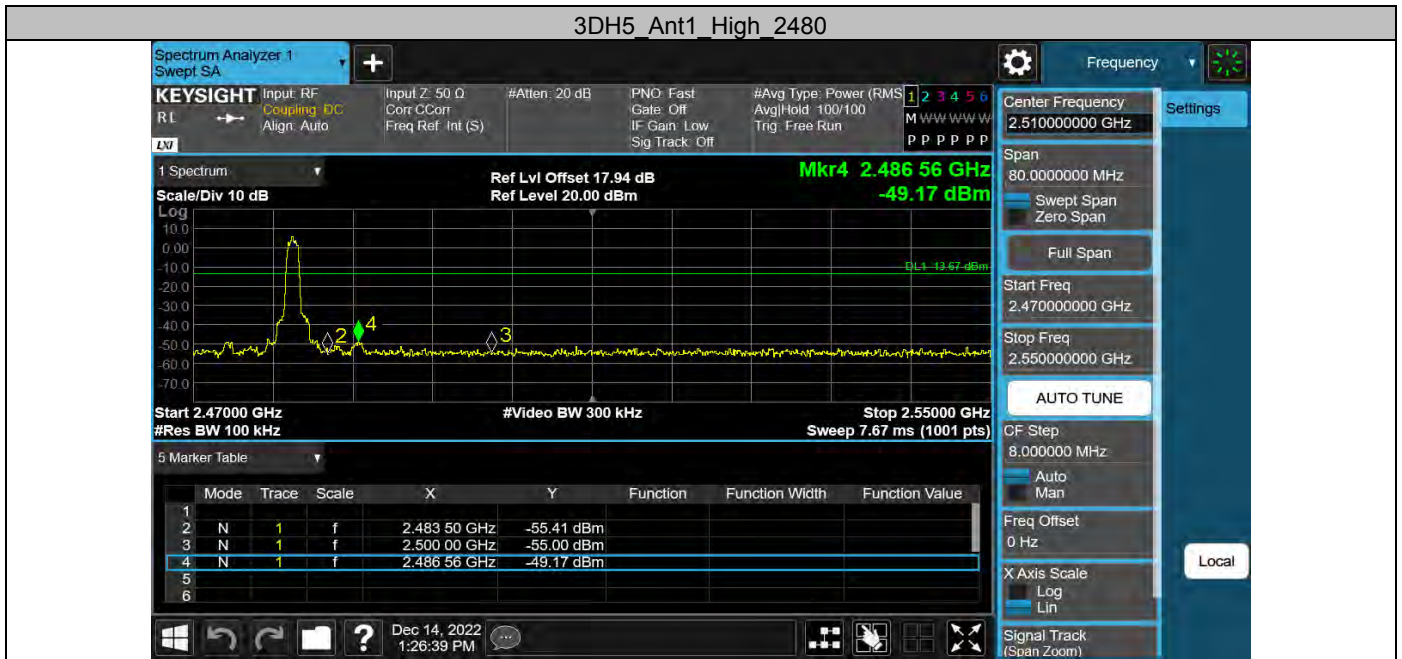 3DH5_Ant1_High_2480
Spectrum Analyzer 1
Swept SA
+
Frequency
KEYSIGHT
RL
LXI
Input: RF
Coupling: DC
Align: Auto
Input Z: 50 Ω
Corr CCorr
Freq Ref: Int (S)
#Atten: 20 dB
PNO: Fast
Gate: Off
IF Gain: Low
Sig Track: Off
#Avg Type: Power (RMS
Avg|Hold: 100/100
Trig: Free Run
1 2 3 4 5 6
M W W W W W
P P P P P P
1 Spectrum
Scale/Div 10 dB
Ref Lvl Offset 17.94 dB
Ref Level 20.00 dBm
Mkr4 2.486 56 GHz
-49.17 dBm
Log
10.0
0.00
-10.0
-20.0
-30.0
-40.0
-50.0
-60.0
-70.0
DL1 -13.67 dBm
2
4
3
Start 2.47000 GHz
#Res BW 100 kHz
#Video BW 300 kHz
Stop 2.55000 GHz
Sweep 7.67 ms (1001 pts)
5 Marker Table
Mode Trace Scale X Y Function Function Width Function Value
1
2 N 1 f 2.483 50 GHz -55.41 dBm
3 N 1 f 2.500 00 GHz -55.00 dBm
4 N 1 f 2.486 56 GHz -49.17 dBm
5
6
?
Dec 14, 2022
1:26:39 PM
Center Frequency
2.510000000 GHz
Settings
Span
80.0000000 MHz
Swept Span
Zero Span
Full Span
Start Freq
2.470000000 GHz
Stop Freq
2.550000000 GHz
AUTO TUNE
CF Step
8.000000 MHz
Auto
Man
Freq Offset
0 Hz
X Axis Scale
Log
Lin
Local
Signal Track
(Span Zoom)